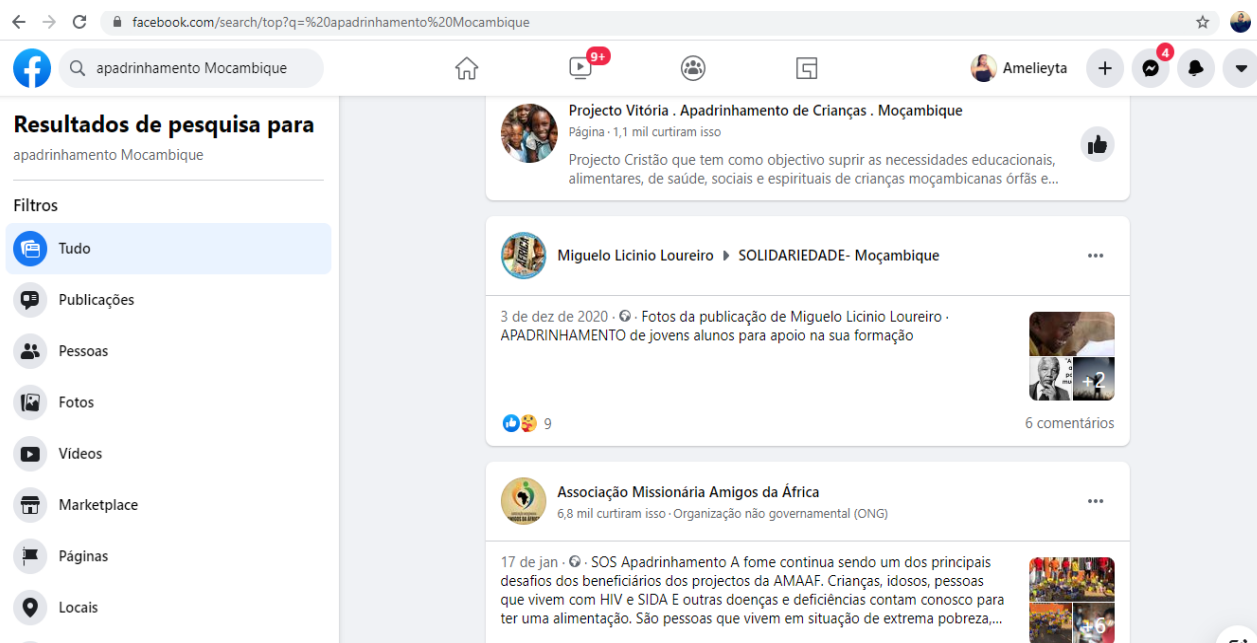 facebook.com/search/top?q=%20apadrinhamento%20Mocambique
apadrinhamento Mocambique
9+
Amelieyta
4
Resultados de pesquisa para
apadrinhamento Mocambique
Filtros
Tudo
Publicações
Pessoas
Fotos
Vídeos
Marketplace
Páginas
Locais
Projecto Vitória . Apadrinhamento de Crianças . Moçambique
Página · 1,1 mil curtiram isso
Projecto Cristão que tem como objectivo suprir as necessidades educacionais,
alimentares, de saúde, sociais e espirituais de crianças moçambicanas órfãs e...
ÁFRICA
Miguelo Licinio Loureiro SOLIDARIEDADE- Moçambique
3 de dez de 2020 · · Fotos da publicação de Miguelo Licinio Loureiro ·
APADRINHAMENTO de jovens alunos para apoio na sua formação
+2
9
6 comentários
Associação Missionária Amigos da África
6,8 mil curtiram isso · Organização não governamental (ONG)
17 de jan · · SOS Apadrinhamento A fome continua sendo um dos principais
desafios dos beneficiários dos projectos da AMAAF. Crianças, idosos, pessoas
que vivem com HIV e SIDA E outras doenças e deficiências contam conosco para
ter uma alimentação. São pessoas que vivem em situação de extrema pobreza,...
+6